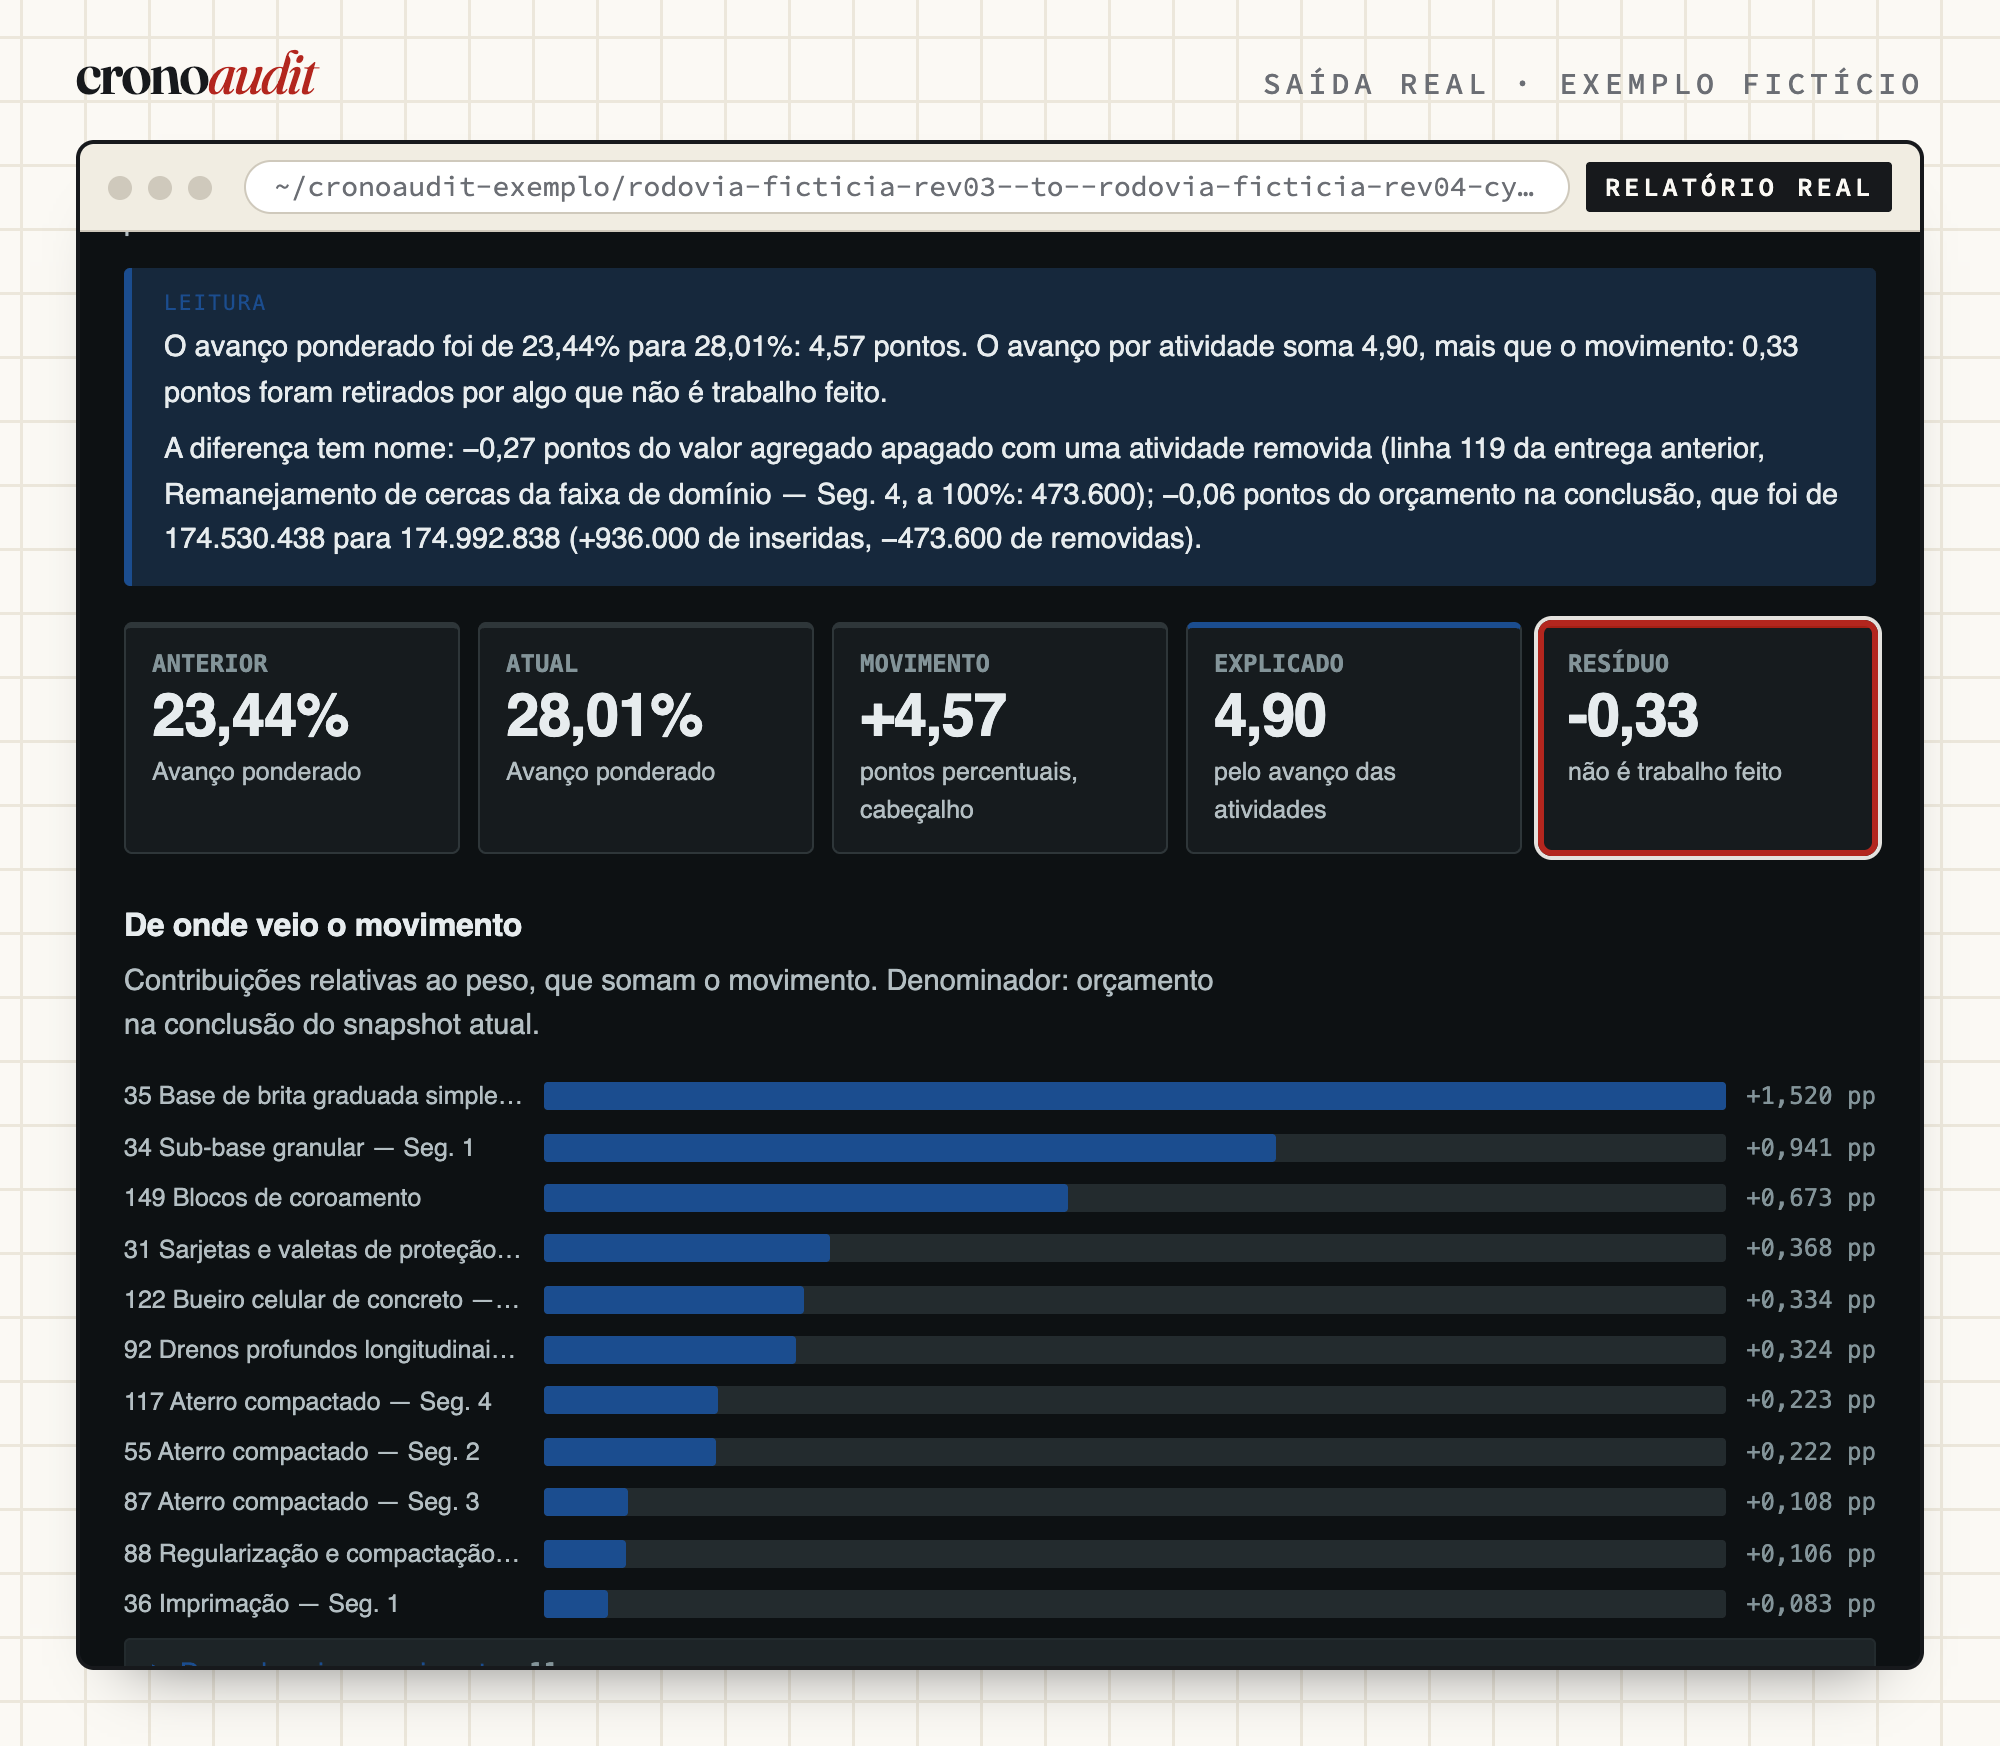 cronoaudit
SAÍDA REAL · EXEMPLO FICTÍCIO
~/cronoaudit-exemplo/rodovia-ficticia-rev03--to--rodovia-ficticia-rev04-cy…
RELATÓRIO REAL
LEITURA
O avanço ponderado foi de 23,44% para 28,01%: 4,57 pontos. O avanço por atividade soma 4,90, mais que o movimento: 0,33
pontos foram retirados por algo que não é trabalho feito.
A diferença tem nome: −0,27 pontos do valor agregado apagado com uma atividade removida (linha 119 da entrega anterior,
Remanejamento de cercas da faixa de domínio — Seg. 4, a 100%: 473.600); −0,06 pontos do orçamento na conclusão, que foi de
174.530.438 para 174.992.838 (+936.000 de inseridas, −473.600 de removidas).
ANTERIOR
23,44%
Avanço ponderado
ATUAL
28,01%
Avanço ponderado
MOVIMENTO
+4,57
pontos percentuais,
cabeçalho
EXPLICADO
4,90
pelo avanço das
atividades
RESÍDUO
-0,33
não é trabalho feito
De onde veio o movimento
Contribuições relativas ao peso, que somam o movimento. Denominador: orçamento
na conclusão do snapshot atual.
35 Base de brita graduada simple… +1,520 pp
34 Sub-base granular — Seg. 1 +0,941 pp
149 Blocos de coroamento +0,673 pp
31 Sarjetas e valetas de proteção… +0,368 pp
122 Bueiro celular de concreto —… +0,334 pp
92 Drenos profundos longitudinai… +0,324 pp
117 Aterro compactado — Seg. 4 +0,223 pp
55 Aterro compactado — Seg. 2 +0,222 pp
87 Aterro compactado — Seg. 3 +0,108 pp
88 Regularização e compactação… +0,106 pp
36 Imprimação — Seg. 1 +0,083 pp